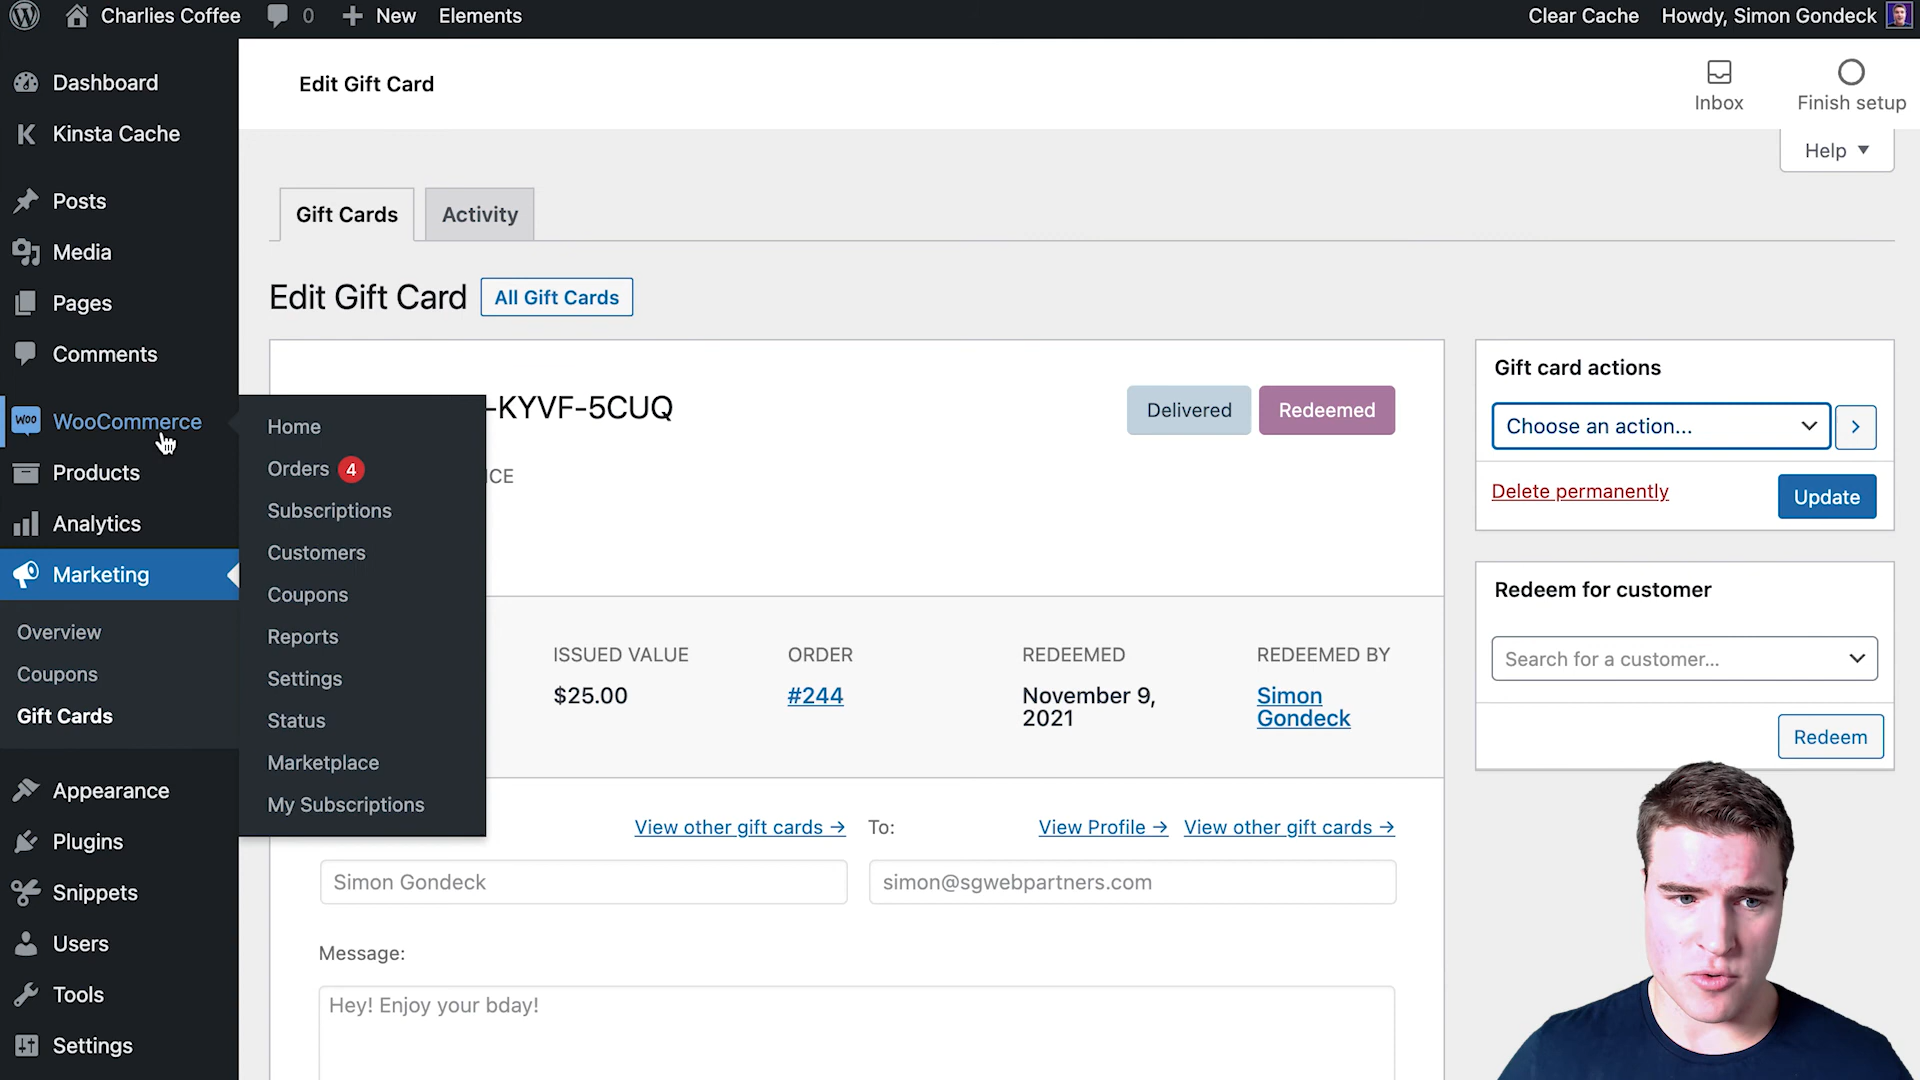 Charlies Coffee
0
New
Elements
Clear Cache
Howdy, Simon Gondeck
Dashboard
Kinsta Cache
Posts
Media
Pages
Comments
WOO
WooCommerce
Products
Analytics
Marketing
Overview
Coupons
Gift Cards
Appearance
Plugins
Snippets
Users
Tools
Settings
Home
Orders 4
Subscriptions
Customers
Coupons
Reports
Settings
Status
Marketplace
My Subscriptions
Edit Gift Card
Inbox
Finish setup
Help
Gift Cards
Activity
Edit Gift Card
All Gift Cards
-KYVF-5CUQ
Delivered
Redeemed
ISSUED VALUE
$25.00
ORDER
#244
REDEEMED
November 9,
2021
REDEEMED BY
Simon
Gondeck
View other gift cards →
To:
View Profile →
View other gift cards →
Simon Gondeck
simon@sgwebpartners.com
Message:
Hey! Enjoy your bday!
Gift card actions
Choose an action...
Delete permanently
Update
Redeem for customer
Search for a customer...
Redeem